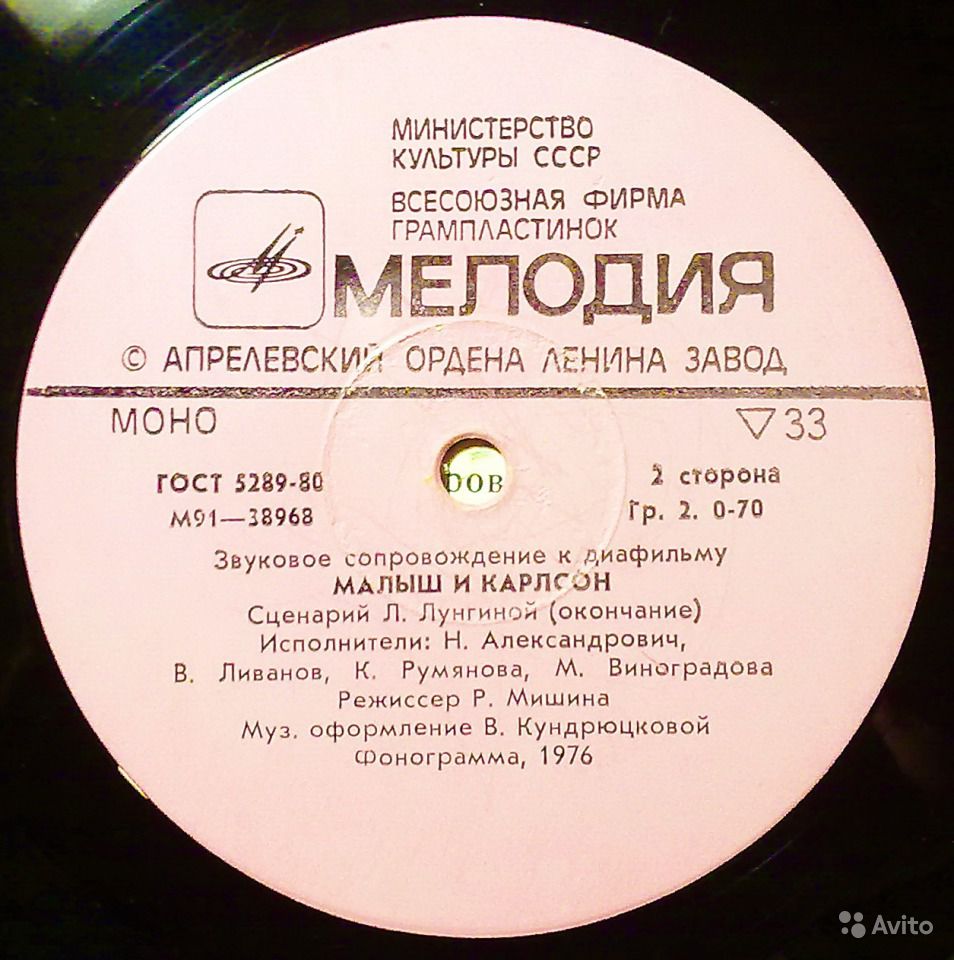 МИНИСТЕРСТВО
КУЛЬТУРЫ СССР
ВСЕСОЮЗНАЯ ФИРМА
ГРАМПЛАСТИНОК
МЕЛОДИЯ
© АПРЕЛЕВСКИЙ ОРДЕНА ЛЕНИНА ЗАВОД
МОНО
▽ 33
ГОСТ 5289-80
М91—38968
ров
2 сторона
Гр. 2. 0-70
Звуковое сопровождение к диафильму
МАЛЫШ И КАРЛСОН
Сценарий Л. Лунгиной (окончание)
Исполнители: Н. Александрович,
В. Ливанов, К. Румянова, М. Виноградова
Режиссер Р. Мишина
Муз. оформление В. Кундрюцковой
Фонограмма, 1976
Avito